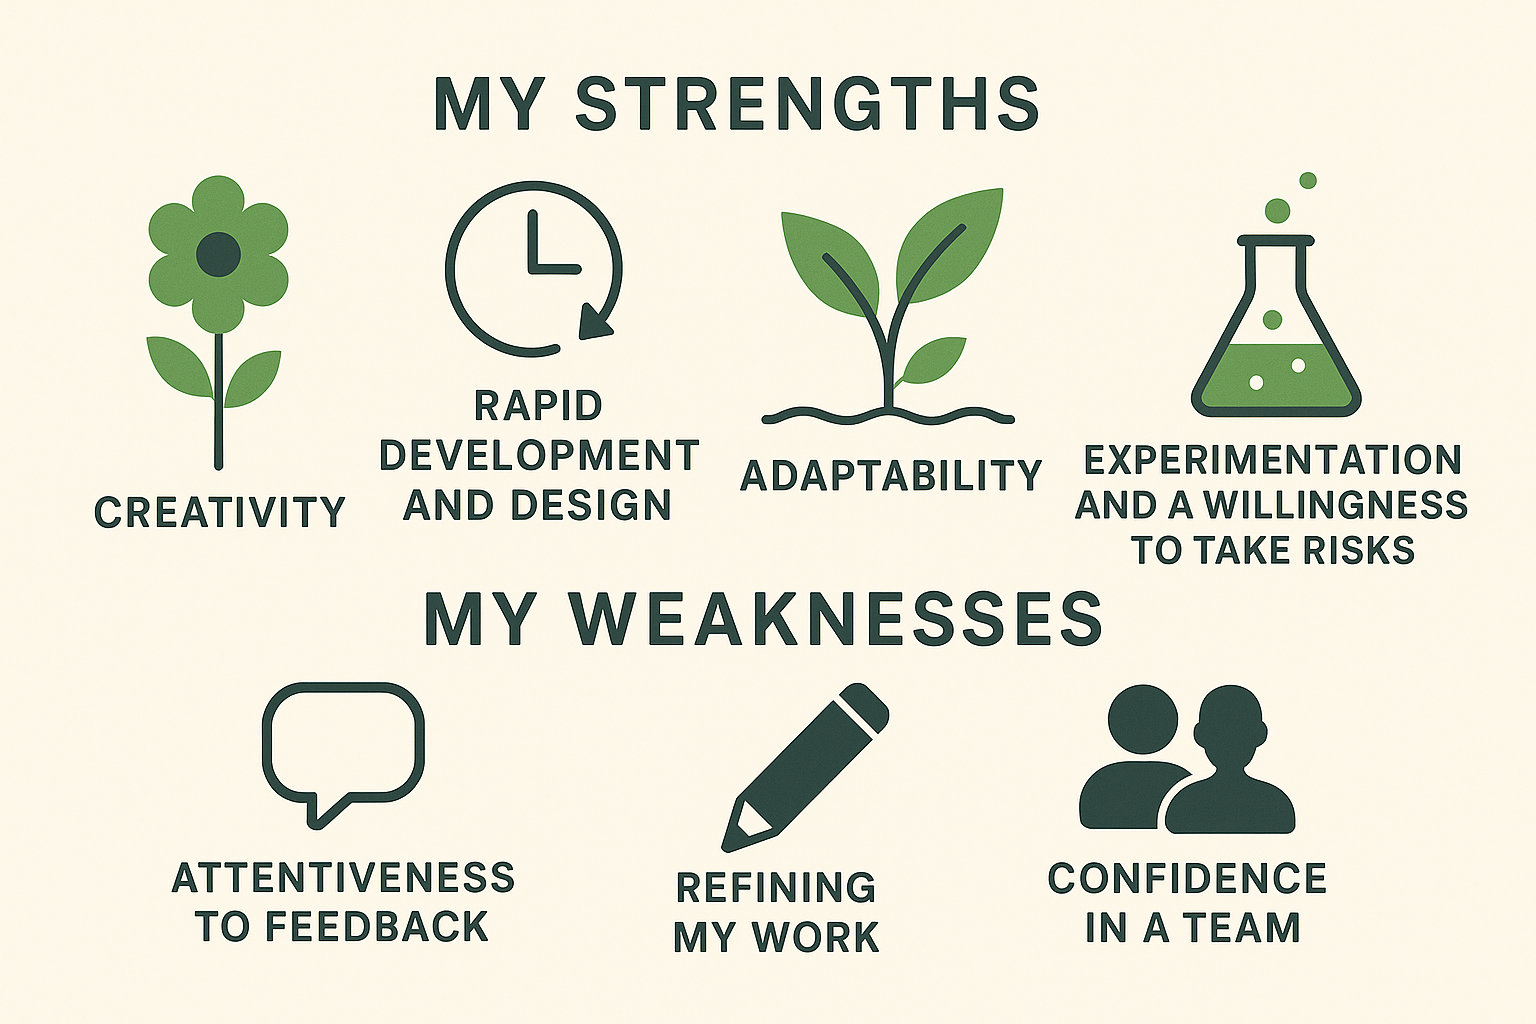 MY STRENGTHS
CREATIVITY
RAPID
DEVELOPMENT
AND DESIGN
ADAPTABILITY
EXPERIMENTATION
AND A WILLINGNESS
TO TAKE RISKS
MY WEAKNESSES
ATTENTIVENESS
TO FEEDBACK
REFINING
MY WORK
CONFIDENCE
IN A TEAM